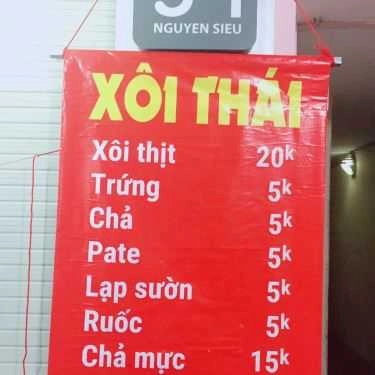 NGUYEN SIEU
XÔI THÁI
Xôi thịt 20k
Trứng 5k
Chả 5k
Pate 5k
Lạp sườn 5k
Ruốc 5k
Chả mực 15k